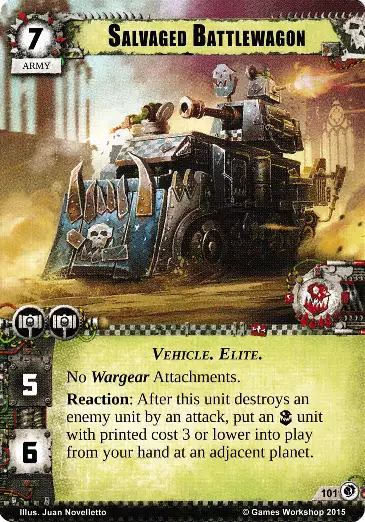 7
SALVAGED BATTLEWAGON
ARMY
VEHICLE. ELITE.
5
No Wargear Attachments.
Reaction: After this unit destroys an
enemy unit by an attack, put an unit
6
with printed cost 3 or lower into play
from your hand at an adjacent planet.
101
Illus. Juan Novelletto
© Games Workshop 2015